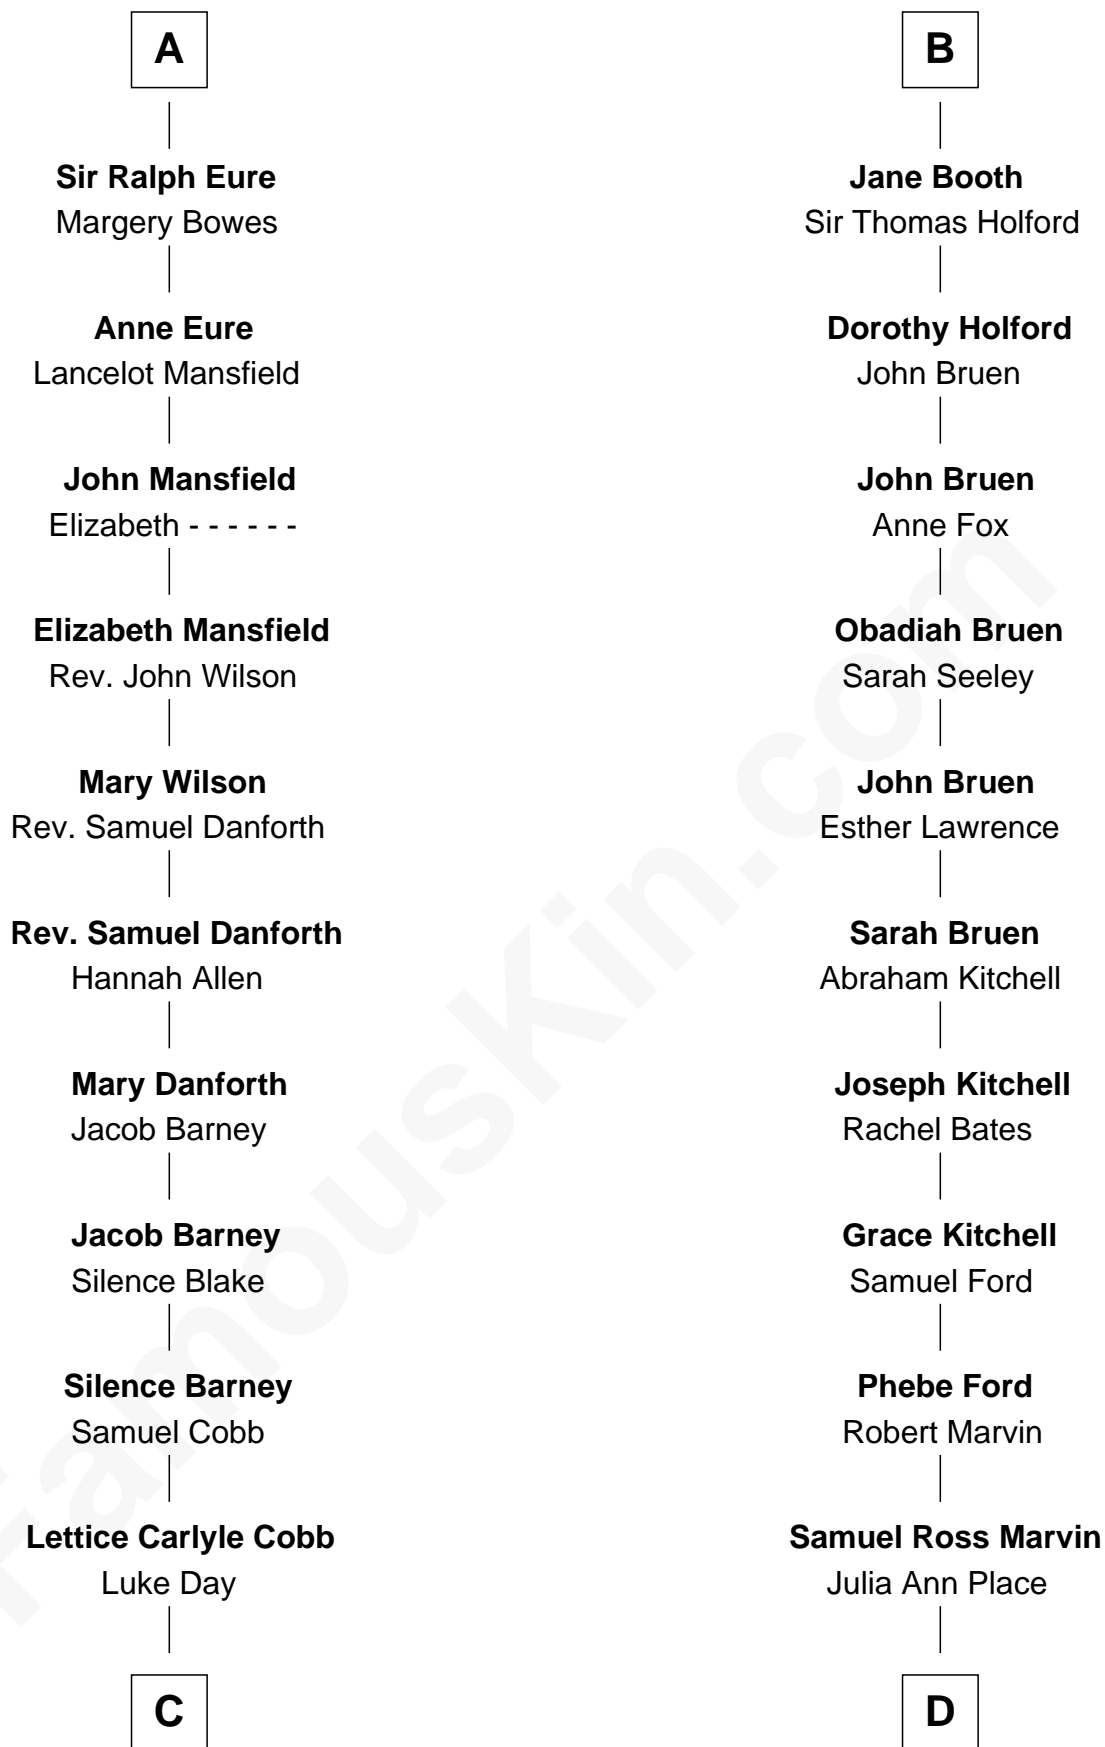 A
Sir Ralph Eure
Margery Bowes
Anne Eure
Lancelot Mansfield
John Mansfield
Elizabeth - - - - - -
Elizabeth Mansfield
Rev. John Wilson
Mary Wilson
Rev. Samuel Danforth
Rev. Samuel Danforth
Hannah Allen
Mary Danforth
Jacob Barney
Jacob Barney
Silence Blake
Silence Barney
Samuel Cobb
Lettice Carlyle Cobb
Luke Day
C
B
Jane Booth
Sir Thomas Holford
Dorothy Holford
John Bruen
John Bruen
Anne Fox
Obadiah Bruen
Sarah Seeley
John Bruen
Esther Lawrence
Sarah Bruen
Abraham Kitchell
Joseph Kitchell
Rachel Bates
Grace Kitchell
Samuel Ford
Phebe Ford
Robert Marvin
Samuel Ross Marvin
Julia Ann Place
D
FamousKin.com